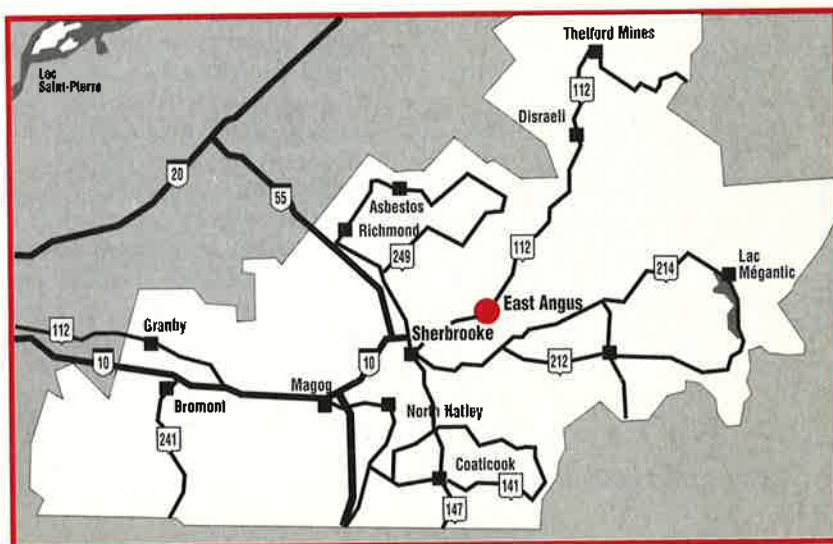 Thetford Mines
Lac
Saint-Pierre
112
Disraeli
20
55
Asbestos
Richmond
249
112
214
Lac
Mégantic
East Angus
112
Granby
Sherbrooke
10
10
212
Magog
Bromont
North Hatley
241
Coaticook
141
147